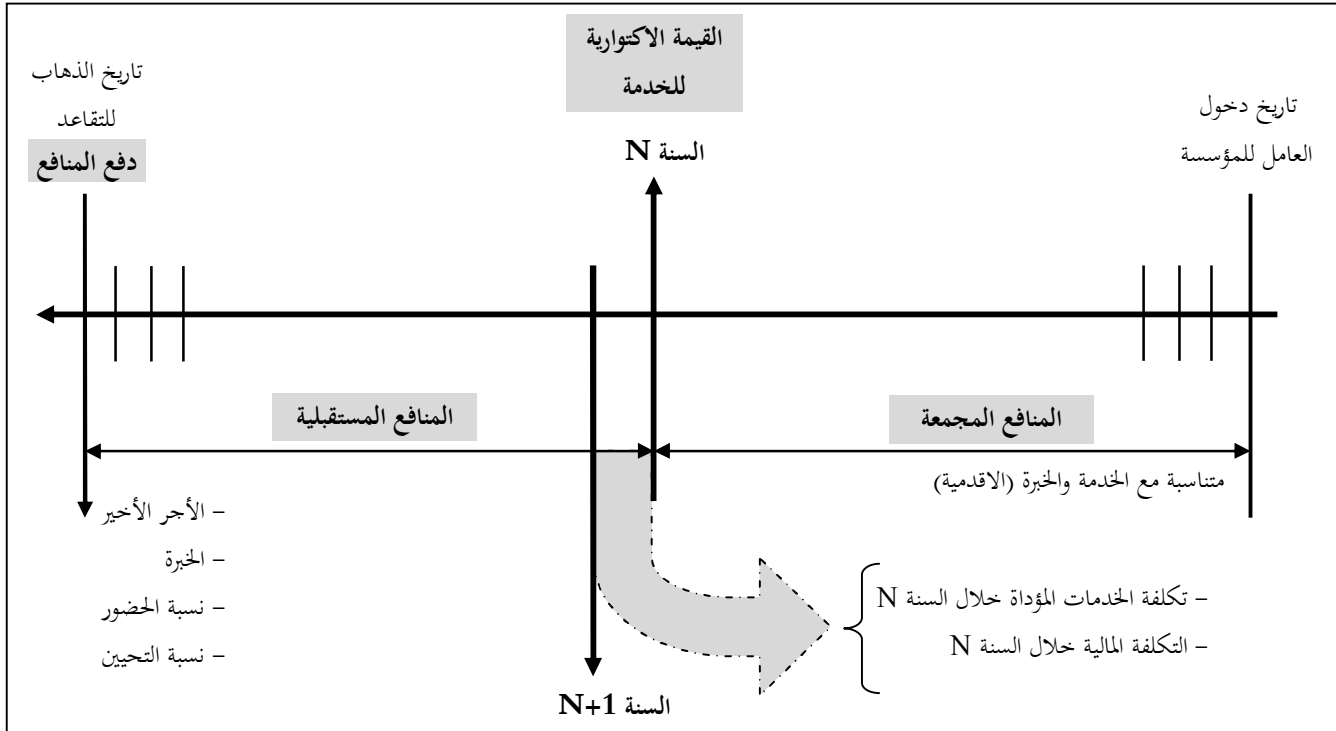 القيمة الاكتوارية
للخدمة
تاريخ دخول
العامل للمؤسسة
السنة N
تاريخ الذهاب
للتقاعد
دفع المنافع
المنافع المجمعة
المنافع المستقبلية
متناسبة مع الخدمة والخبرة (الاقدمية)
– الأجر الأخير
– الخبرة
– نسبة الحضور
– نسبة التحيين
– تكلفة الخدمات المؤداة خلال السنة N
– التكلفة المالية خلال السنة N
السنة N+1